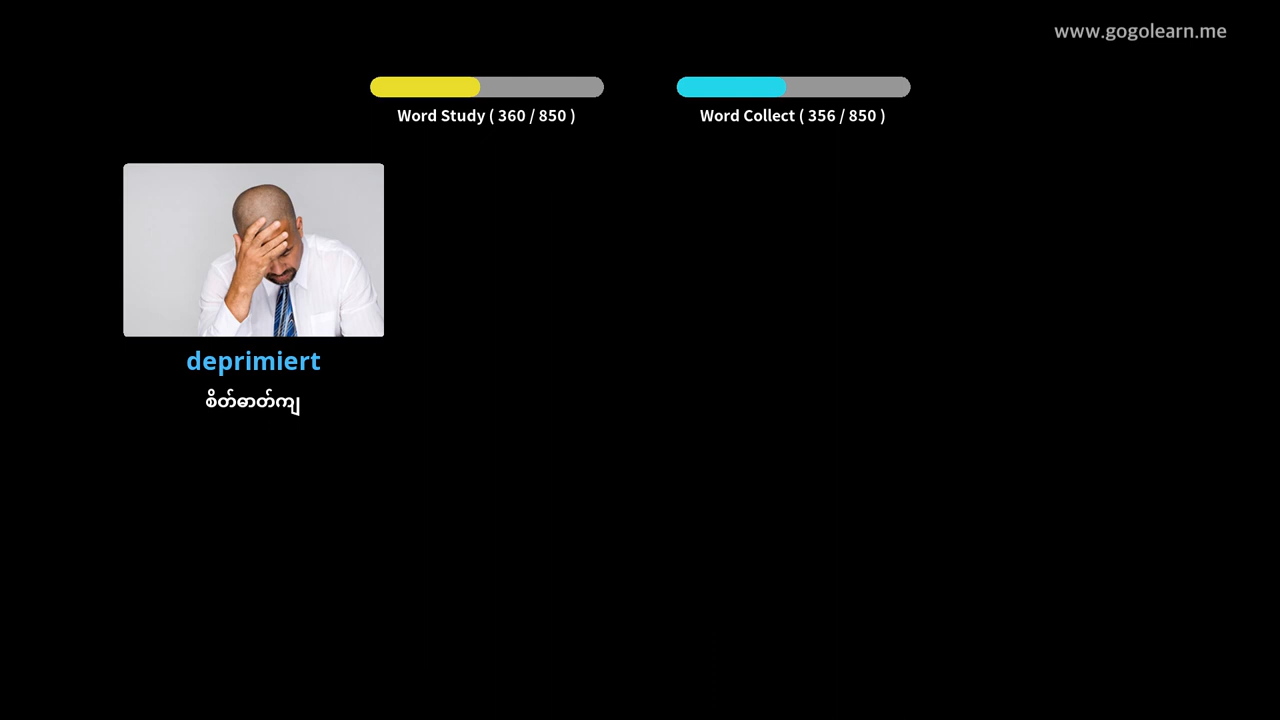 www.gogolearn.me
Word Study ( 360 / 850 )
Word Collect ( 356 / 850 )
deprimiert
စိတ်ဓာတ်ကျ